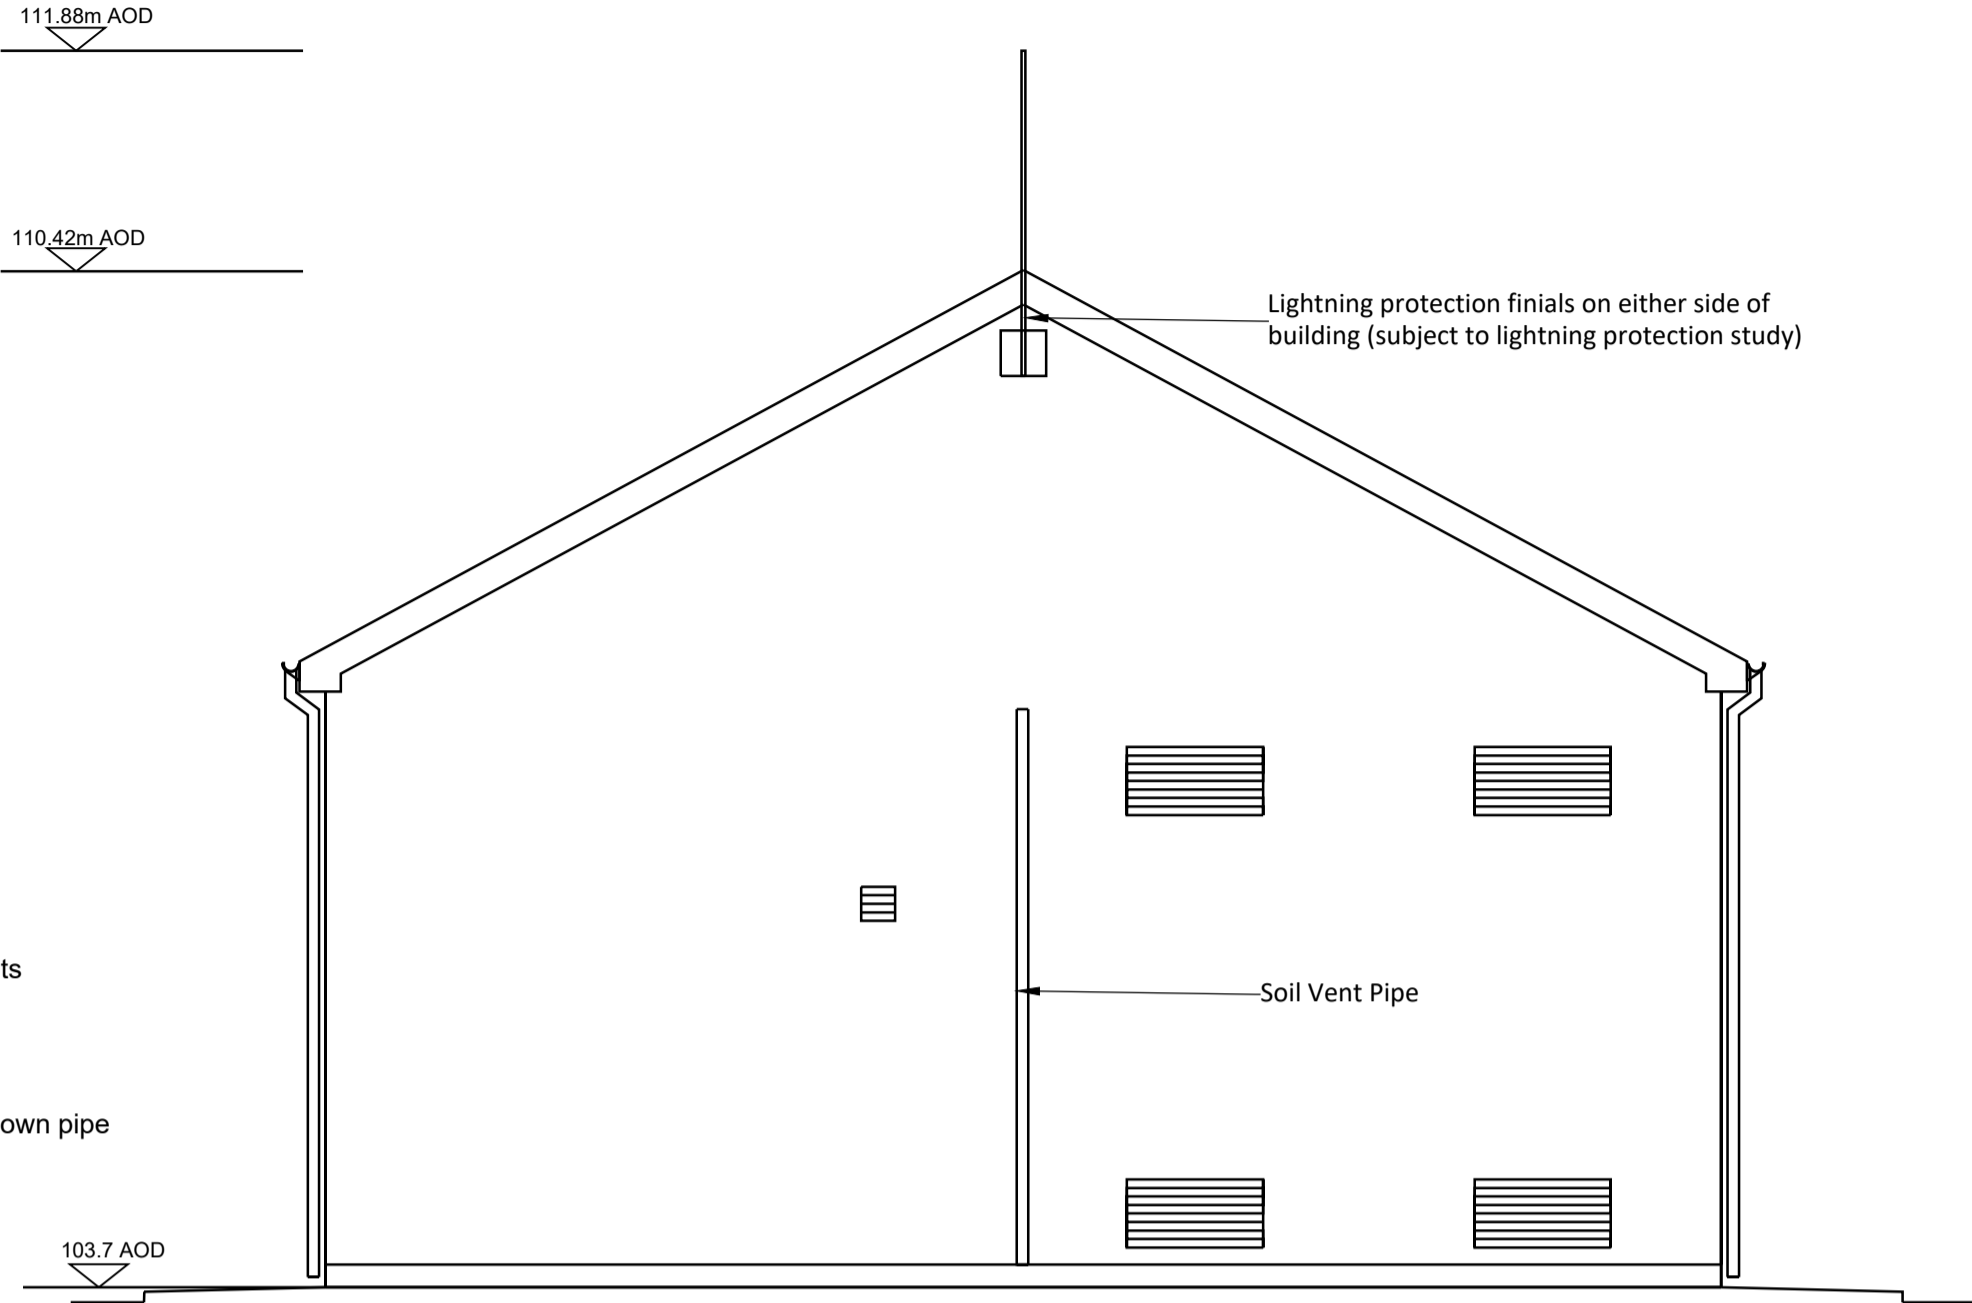 111.88m AOD
110.42m AOD
Lightning protection finials on either side of
building (subject to lightning protection study)
ts
Soil Vent Pipe
own pipe
103.7 AOD